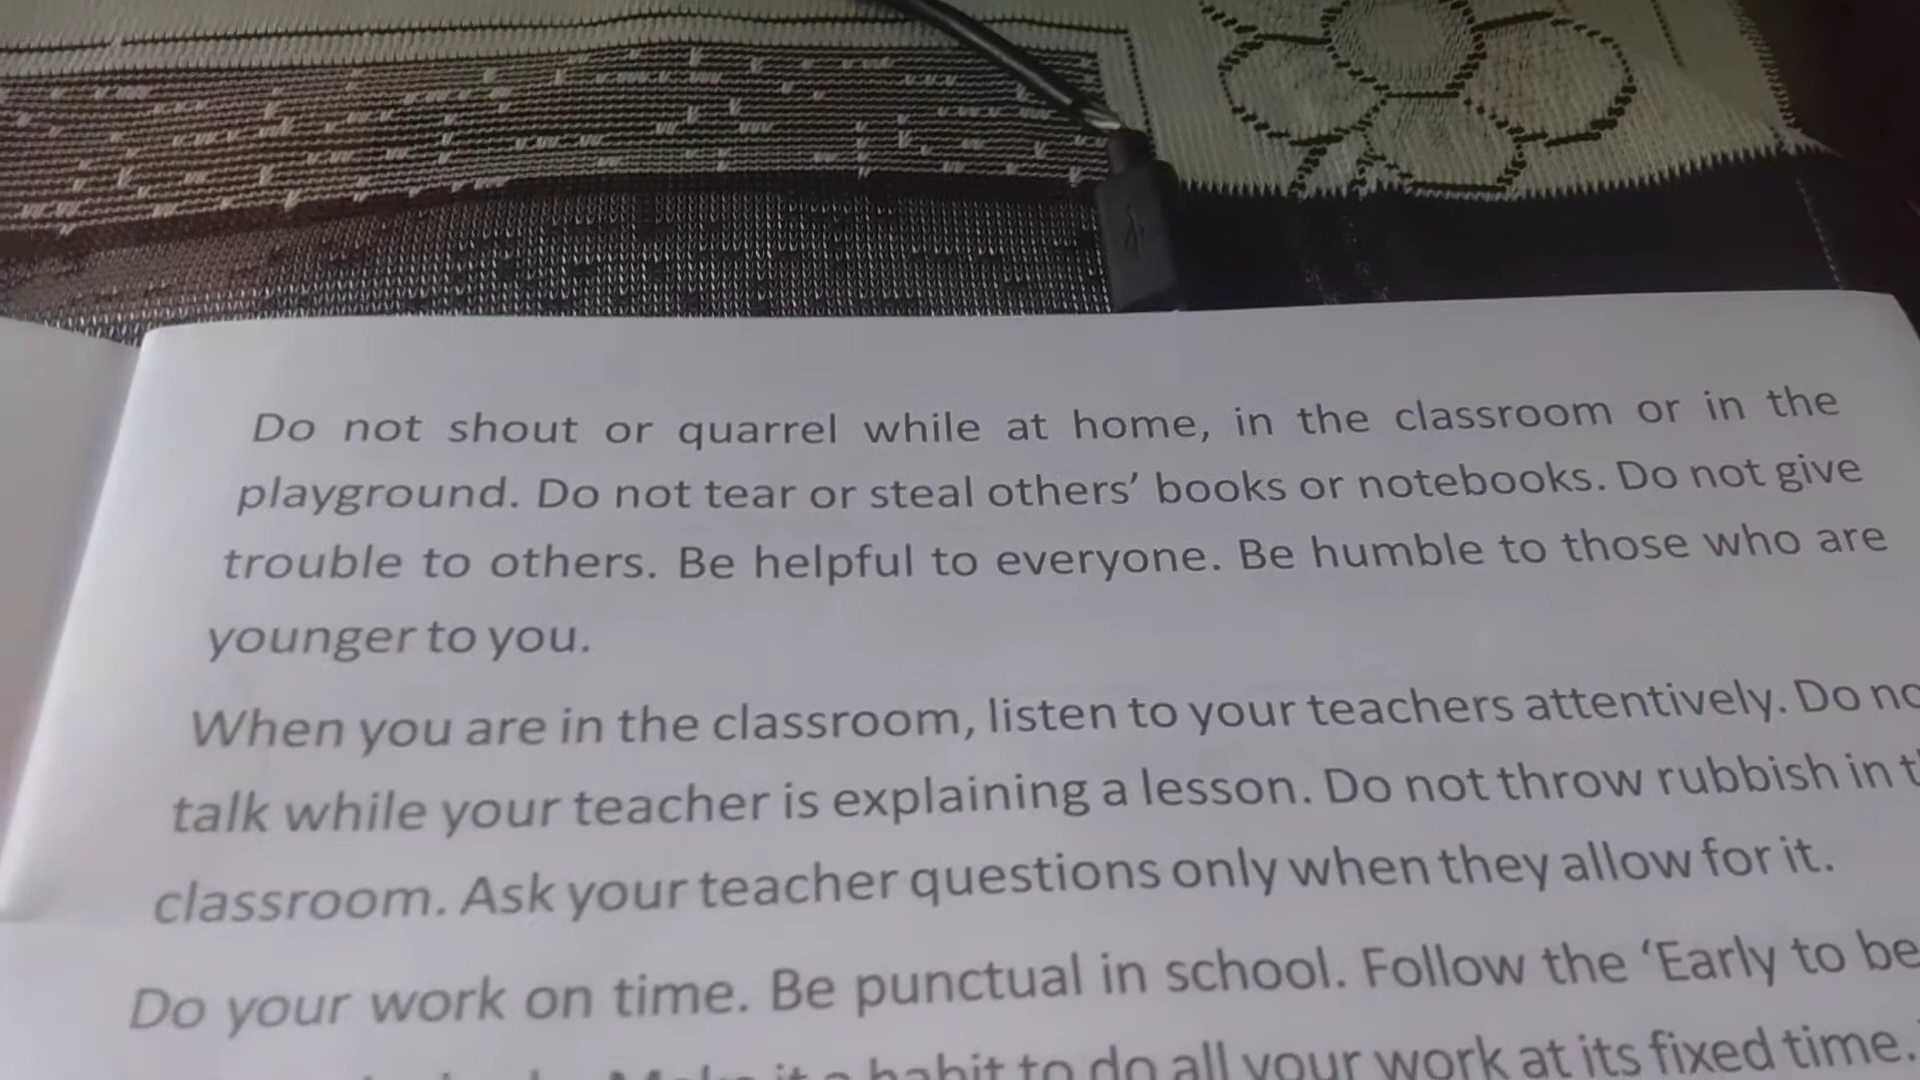 Do not shout or quarrel while at home, in the classroom or in the
playground. Do not tear or steal others’ books or notebooks. Do not give
trouble to others. Be helpful to everyone. Be humble to those who are
younger to you.
When you are in the classroom, listen to your teachers attentively. Do
talk while your teacher is explaining a lesson. Do not throw rubbish in
classroom. Ask your teacher questions only when they allow for it.
Do your work on time. Be punctual in school. Follow the ‘Early to
habit to do all your work at its fixed time.